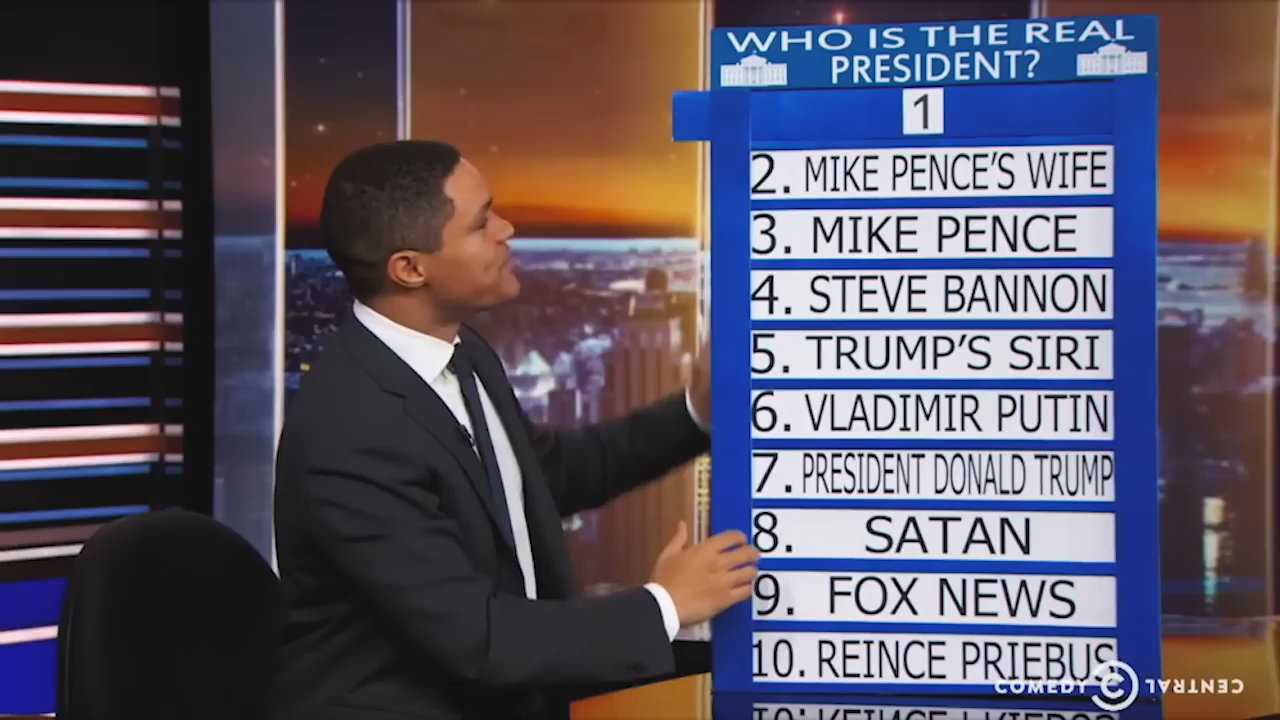 WHO IS THE REAL
PRESIDENT?
1
2. MIKE PENCE'S WIFE
3. MIKE PENCE
4. STEVE BANNON
5. TRUMP'S SIRI
6. VLADIMIR PUTIN
7. PRESIDENT DONALD TRUMP
8. SATAN
9. FOX NEWS
10. REINCE PRIEBUS
COMEDY CENTRAL